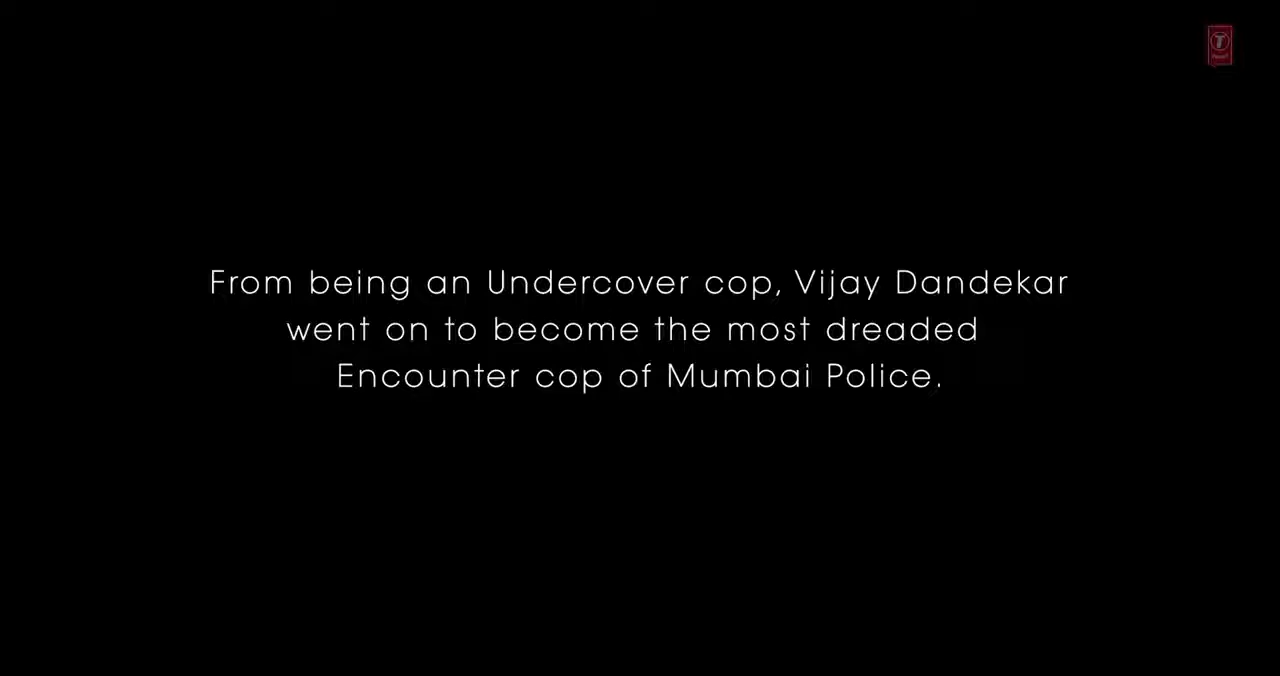 From being an Undercover cop, Vijay Dandekar
went on to become the most dreaded
Encounter cop of Mumbai Police.